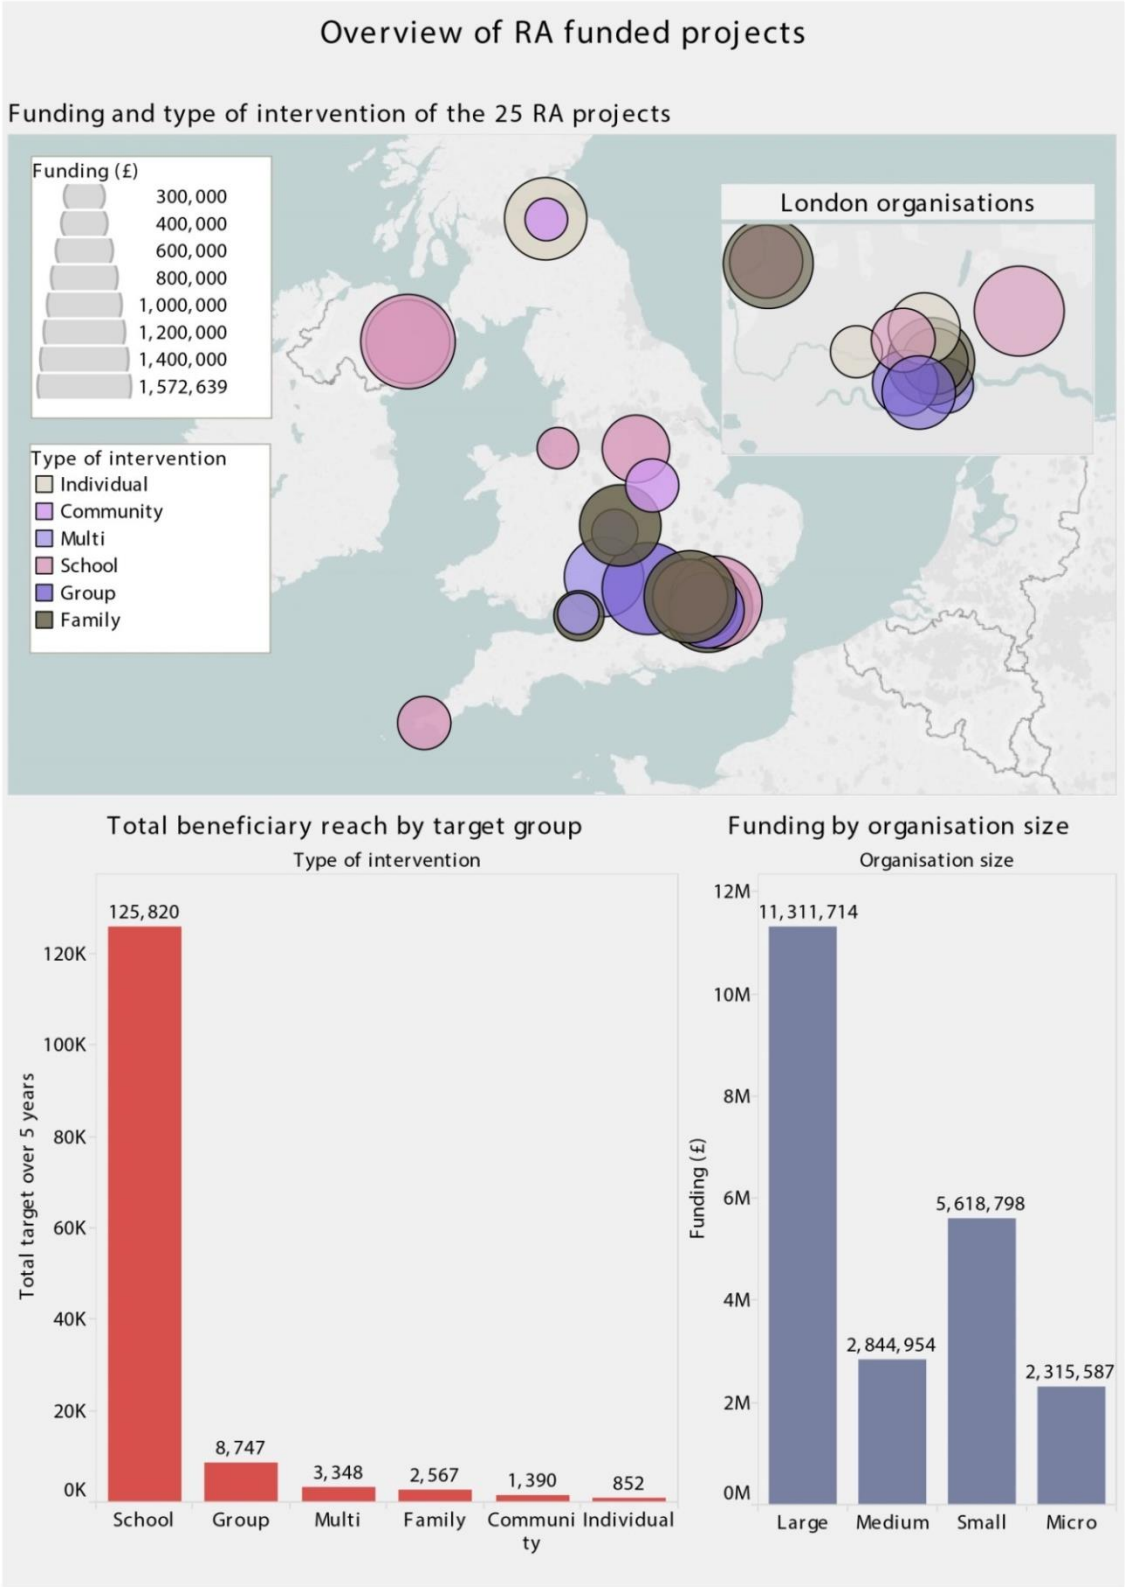 Overview of RA funded projects
Funding and type of intervention of the 25 RA projects
Funding (£)
300,000
400,000
600,000
800,000
1,000,000
1,200,000
1,400,000
1,572,639
Type of intervention
Individual
Community
Multi
School
Group
Family
London organisations
Total beneficiary reach by target group
Type of intervention
Total target over 5 years
120K
100K
80K
60K
40K
20K
0K
125,820
8,747
3,348
2,567
1,390
852
School Group Multi Family Communi Individual
ty
Funding by organisation size
Organisation size
Funding (£)
12M
10M
8M
6M
4M
2M
0M
11,311,714
2,844,954
5,618,798
2,315,587
Large Medium Small Micro